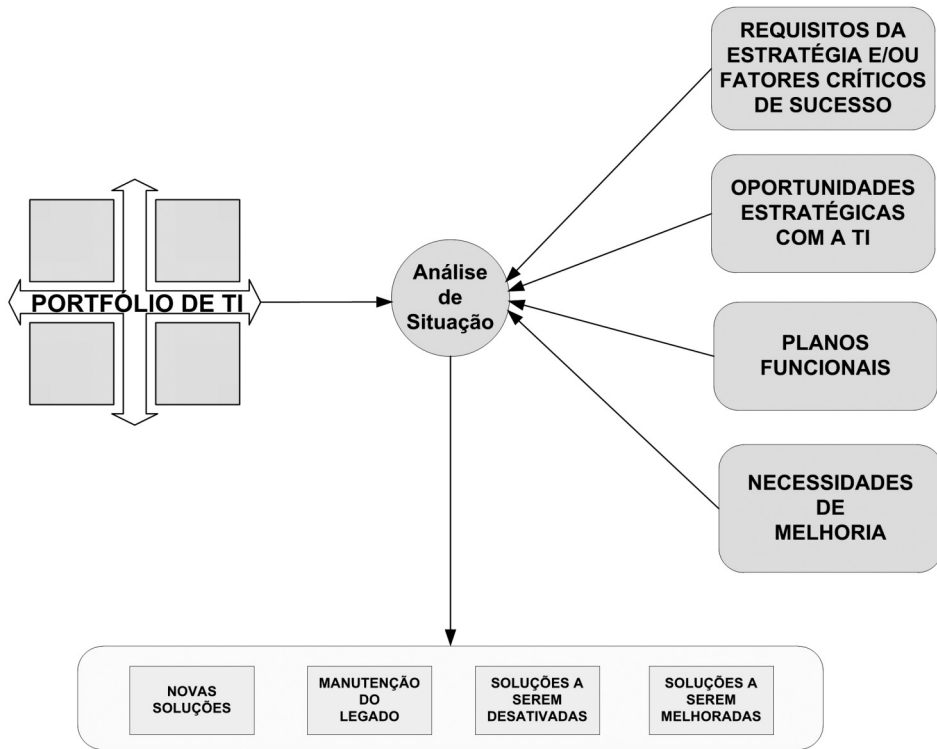 REQUISITOS DA
ESTRATÉGIA E/OU
FATORES CRÍTICOS
DE SUCESSO
OPORTUNIDADES
ESTRATÉGICAS
COM A TI
PORTFÓLIO DE TI
Análise
de
Situação
PLANOS
FUNCIONAIS
NECESSIDADES
DE
MELHORIA
NOVAS
SOLUÇÕES
MANUTENÇÃO
DO
LEGADO
SOLUÇÕES A
SEREM
DESATIVADAS
SOLUÇÕES A
SEREM
MELHORADAS